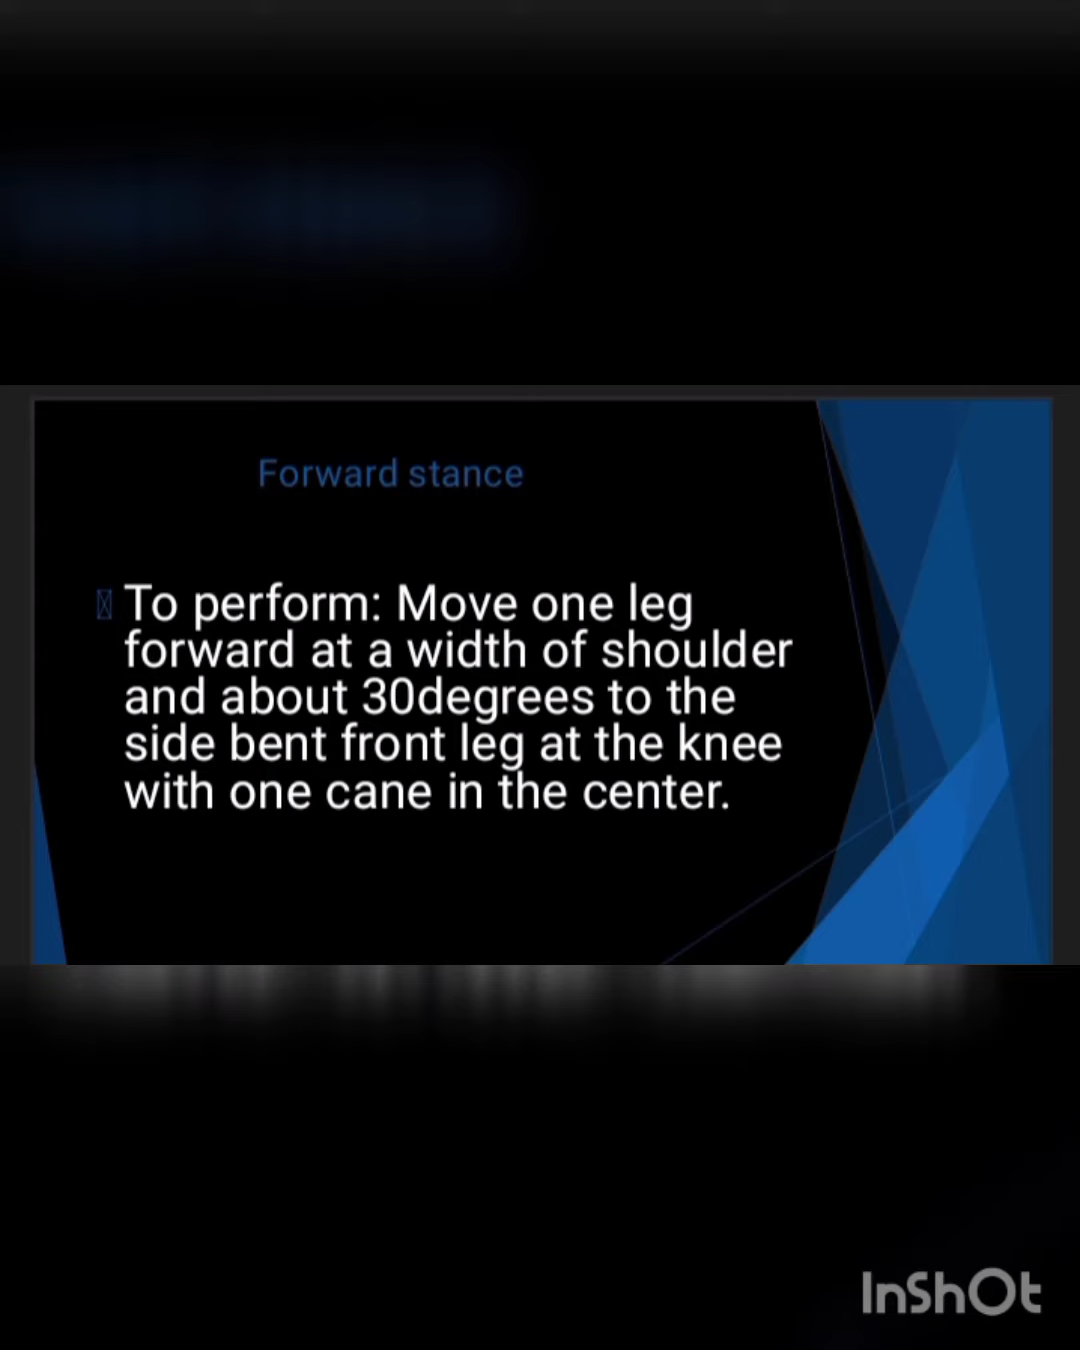 Forward stance
To perform: Move one leg
forward at a width of shoulder
and about 30degrees to the
side bent front leg at the knee
with one cane in the center.
InShOt